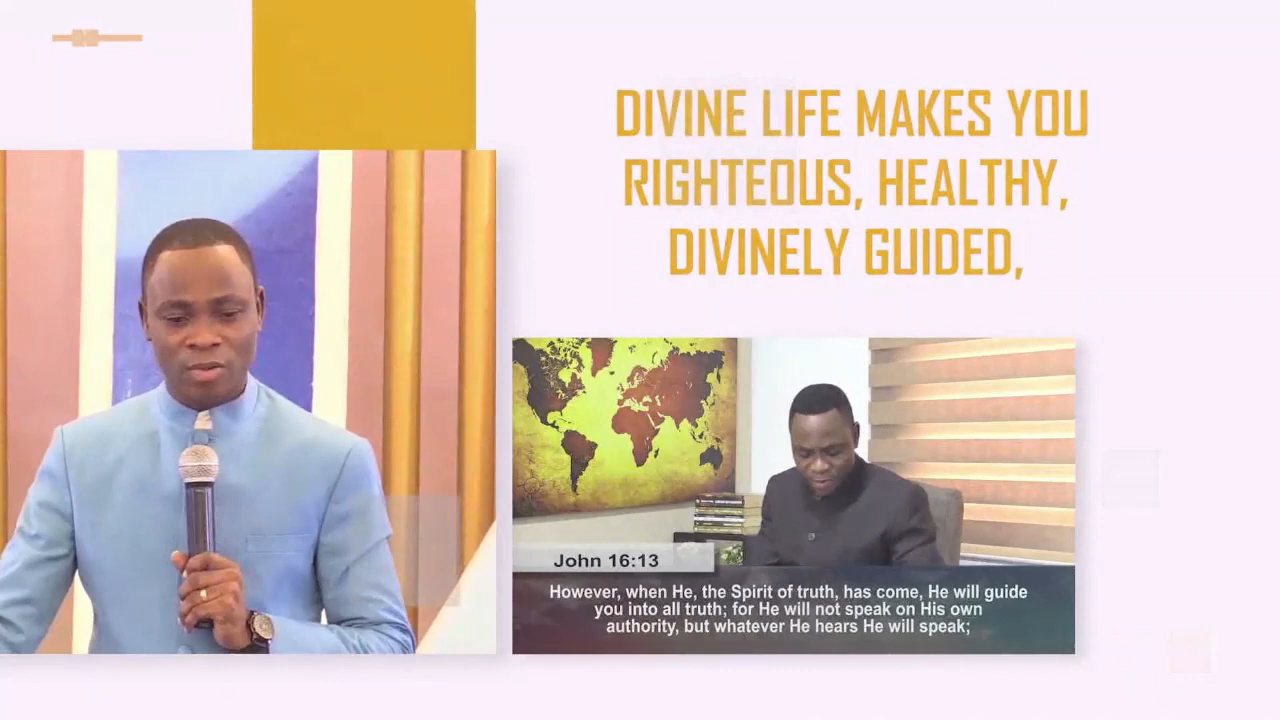 DIVINE LIFE MAKES YOU
RIGHTEOUS, HEALTHY,
DIVINELY GUIDED,
John 16:13
However, when He, the Spirit of truth, has come, He will guide
you into all truth; for He will not speak on His own
authority, but whatever He hears He will speak;